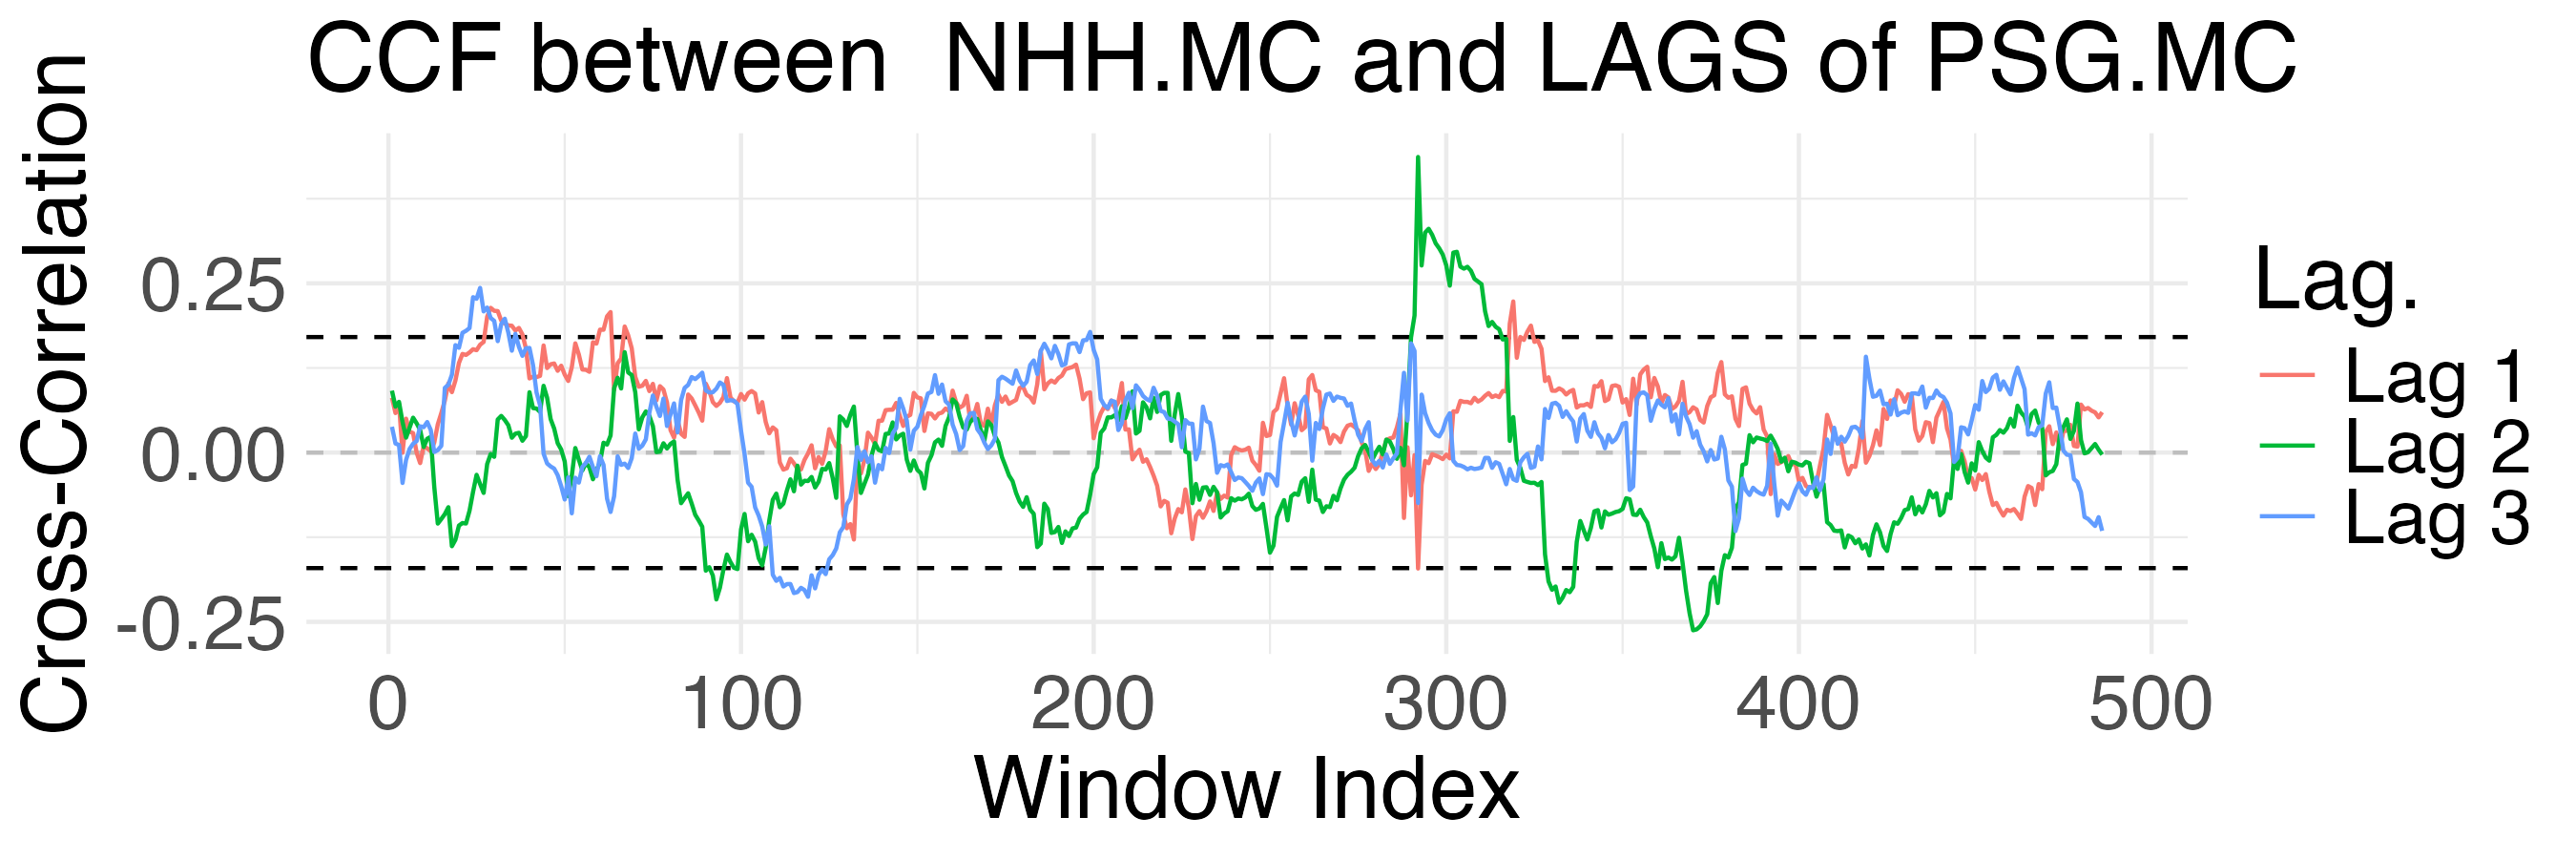 CCF between  NHH.MC and LAGS of PSG.MC
Cross-Correlation
0.25
0.00
-0.25
0 100 200 300 400 500
Window Index
Lag.
Lag 1
Lag 2
Lag 3